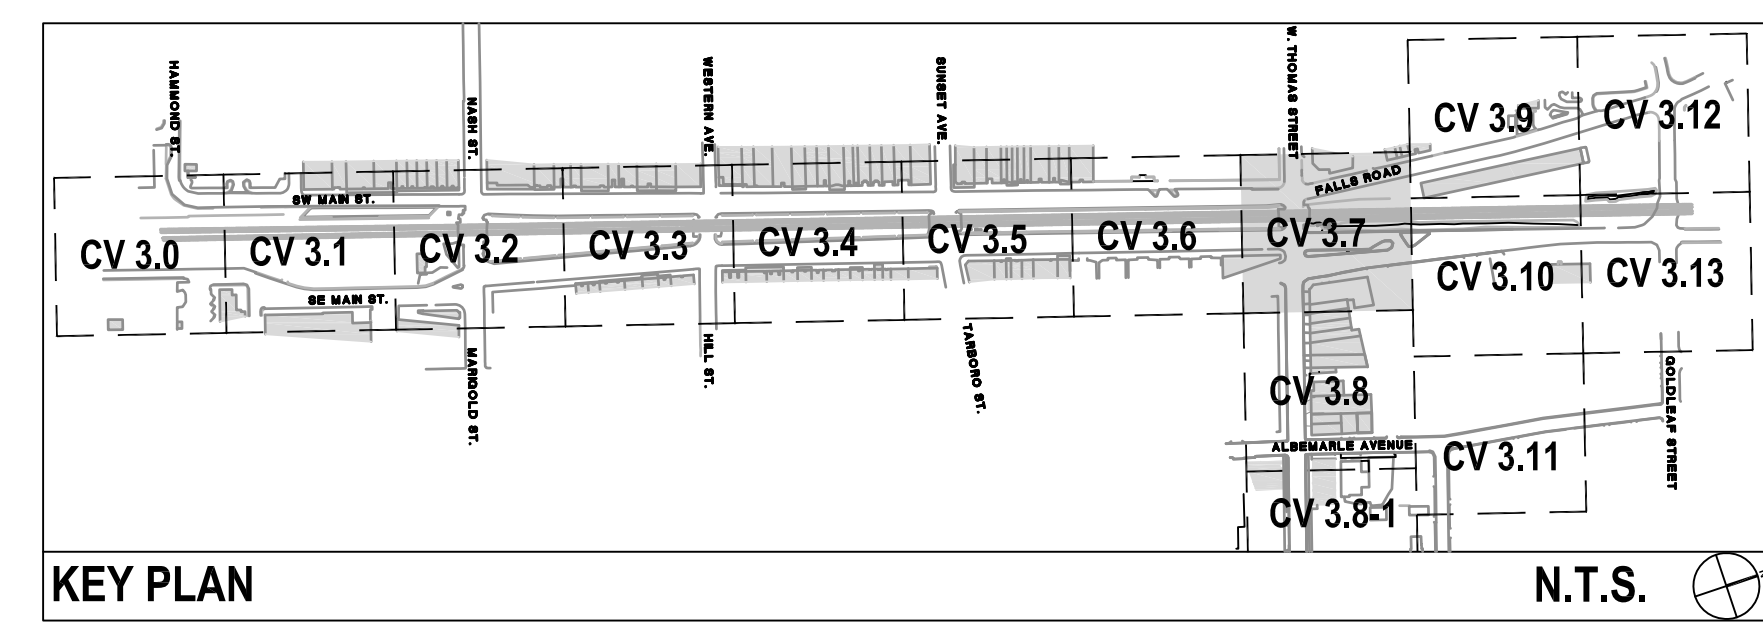 HAMMOND ST.
NASH ST.
WESTERN AVE.
SUNSET AVE.
W. THOMAS STREET
CV 3.9
CV 3.12
SW MAIN ST.
FALLS ROAD
CV 3.0
CV 3.1
CV 3.2
CV 3.3
CV 3.4
CV 3.5
CV 3.6
CV 3.7
CV 3.10
CV 3.13
SE MAIN ST.
MARIGOLD ST.
HILL ST.
TARBORO ST.
CV 3.8
GOLDLEAF STREET
ALBEMARLE AVENUE
CV 3.11
CV 3.8-1
KEY PLAN
N.T.S.